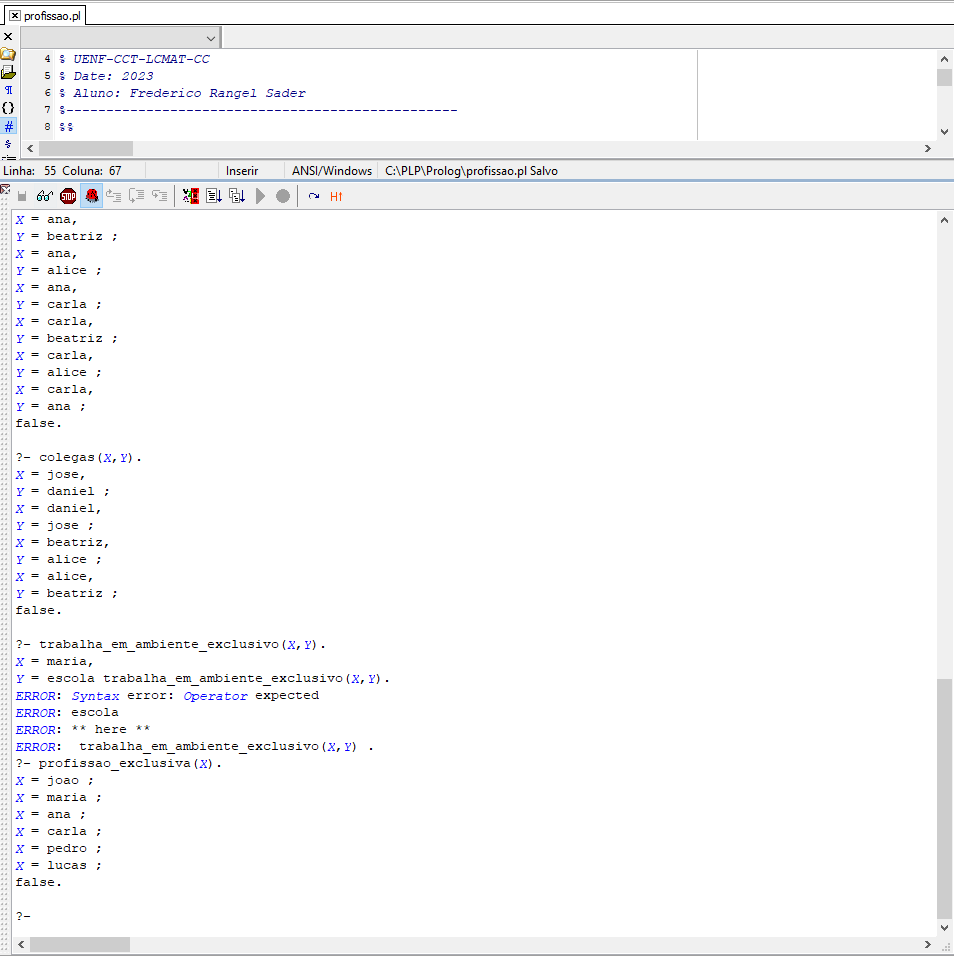 profissao.pl
4 % UENF-CCT-LCMAT-CC
5 % Date: 2023
6 % Aluno: Frederico Rangel Sader
7 %-------------------------------------------------
8 %%
Linha: 55 Coluna: 67 Inserir ANSI/Windows C:\PLP\Prolog\profissao.pl Salvo
STOP H!
X = ana,
Y = beatriz ;
X = ana,
Y = alice ;
X = ana,
Y = carla ;
X = carla,
Y = beatriz ;
X = carla,
Y = alice ;
X = carla,
Y = ana ;
false.
?- colegas(X,Y).
X = jose,
Y = daniel ;
X = daniel,
Y = jose ;
X = beatriz,
Y = alice ;
X = alice,
Y = beatriz ;
false.
?- trabalha_em_ambiente_exclusivo(X,Y).
X = maria,
Y = escola trabalha_em_ambiente_exclusivo(X,Y).
ERROR: Syntax error: Operator expected
ERROR: escola
ERROR: ** here **
ERROR:  trabalha_em_ambiente_exclusivo(X,Y) .
?- profissao_exclusiva(X).
X = joao ;
X = maria ;
X = ana ;
X = carla ;
X = pedro ;
X = lucas ;
false.
?-